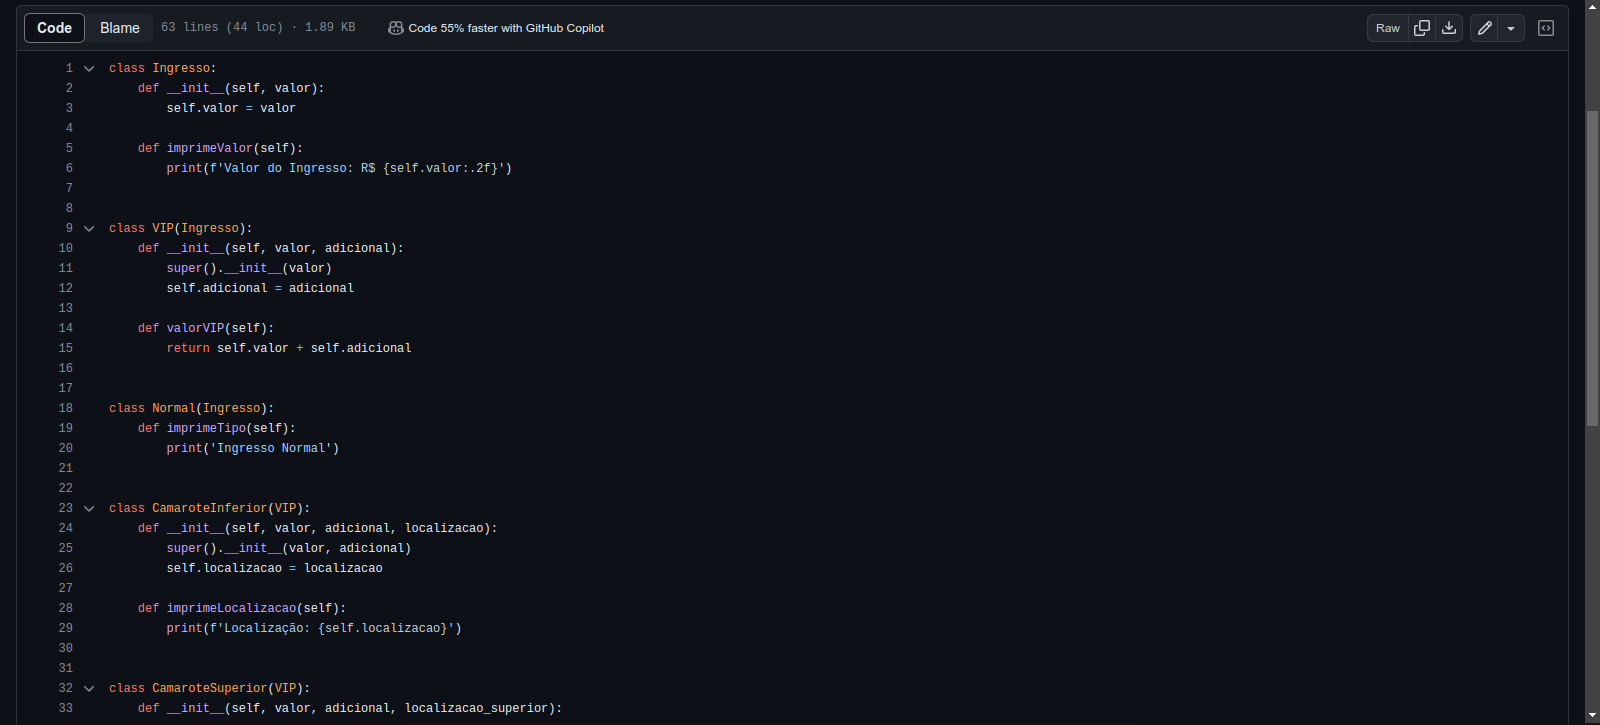 Code Blame 63 lines (44 loc) · 1.89 KB Code 55% faster with GitHub Copilot Raw
1 class Ingresso:
2     def __init__(self, valor):
3         self.valor = valor
4
5     def imprimeValor(self):
6         print(f'Valor do Ingresso: R$ {self.valor:.2f}')
7
8
9 class VIP(Ingresso):
10     def __init__(self, valor, adicional):
11         super().__init__(valor)
12         self.adicional = adicional
13
14     def valorVIP(self):
15         return self.valor + self.adicional
16
17
18 class Normal(Ingresso):
19     def imprimeTipo(self):
20         print('Ingresso Normal')
21
22
23 class CamaroteInferior(VIP):
24     def __init__(self, valor, adicional, localizacao):
25         super().__init__(valor, adicional)
26         self.localizacao = localizacao
27
28     def imprimeLocalizacao(self):
29         print(f'Localização: {self.localizacao}')
30
31
32 class CamaroteSuperior(VIP):
33     def __init__(self, valor, adicional, localizacao_superior):